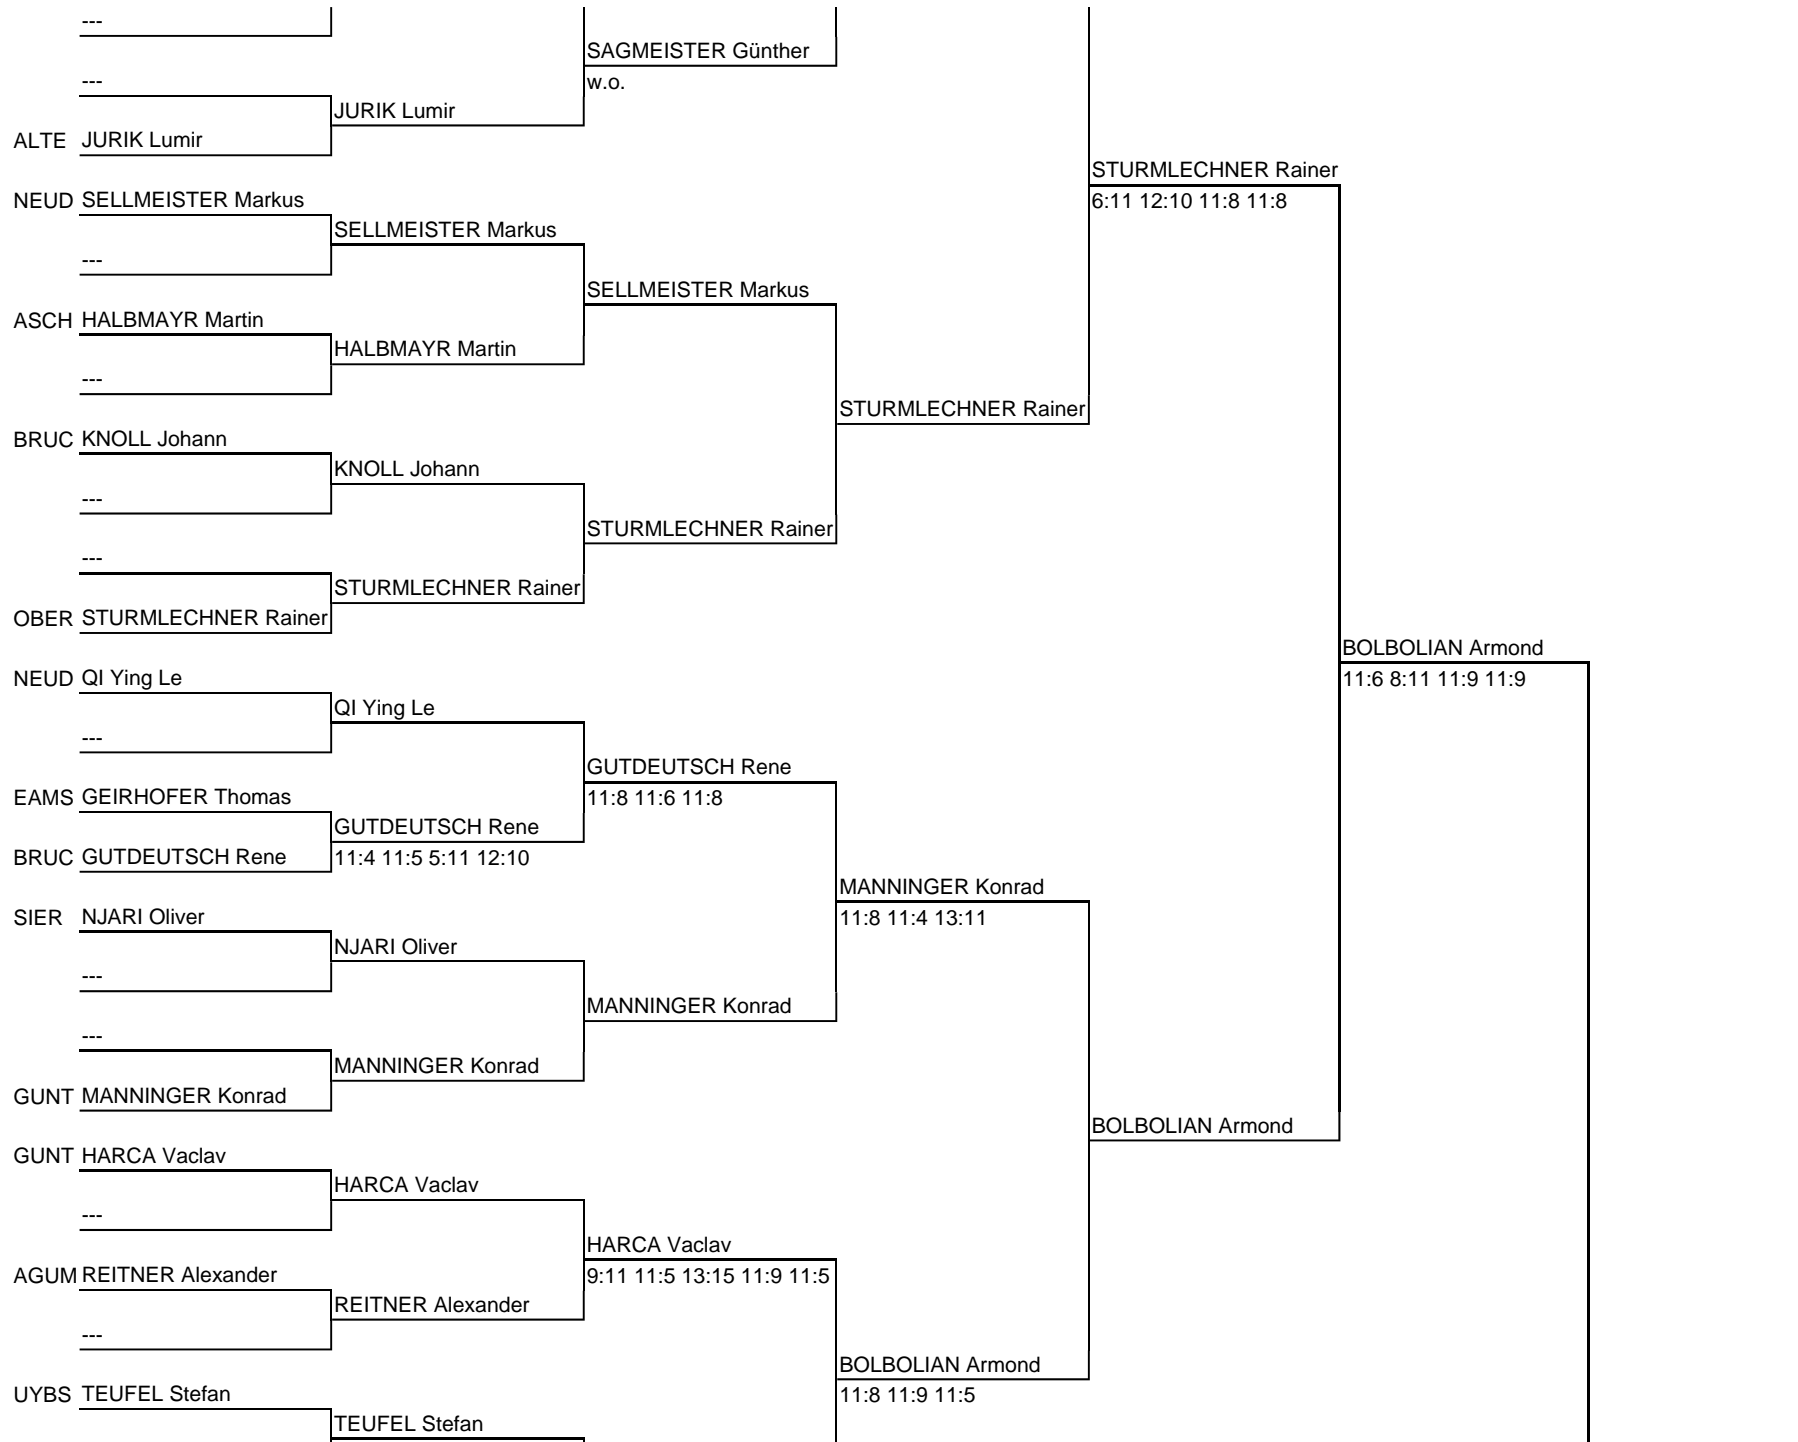 ---
SAGMEISTER Günther
---
w.o.
JURIK Lumir
ALTE JURIK Lumir
STURMLECHNER Rainer
NEUD SELLMEISTER Markus
6:11 12:10 11:8 11:8
SELLMEISTER Markus
---
SELLMEISTER Markus
ASCH HALBMAYR Martin
HALBMAYR Martin
---
STURMLECHNER Rainer
BRUC KNOLL Johann
KNOLL Johann
---
STURMLECHNER Rainer
---
STURMLECHNER Rainer
OBER STURMLECHNER Rainer
BOLBOLIAN Armond
NEUD QI Ying Le
11:6 8:11 11:9 11:9
QI Ying Le
---
GUTDEUTSCH Rene
EAMS GEIRHOFER Thomas
11:8 11:6 11:8
GUTDEUTSCH Rene
BRUC GUTDEUTSCH Rene
11:4 11:5 5:11 12:10
MANNINGER Konrad
SIER NJARI Oliver
11:8 11:4 13:11
NJARI Oliver
---
MANNINGER Konrad
---
MANNINGER Konrad
GUNT MANNINGER Konrad
BOLBOLIAN Armond
GUNT HARCA Vaclav
HARCA Vaclav
---
HARCA Vaclav
AGUM REITNER Alexander
9:11 11:5 13:15 11:9 11:5
REITNER Alexander
---
BOLBOLIAN Armond
UYBS TEUFEL Stefan
11:8 11:9 11:5
TEUFEL Stefan